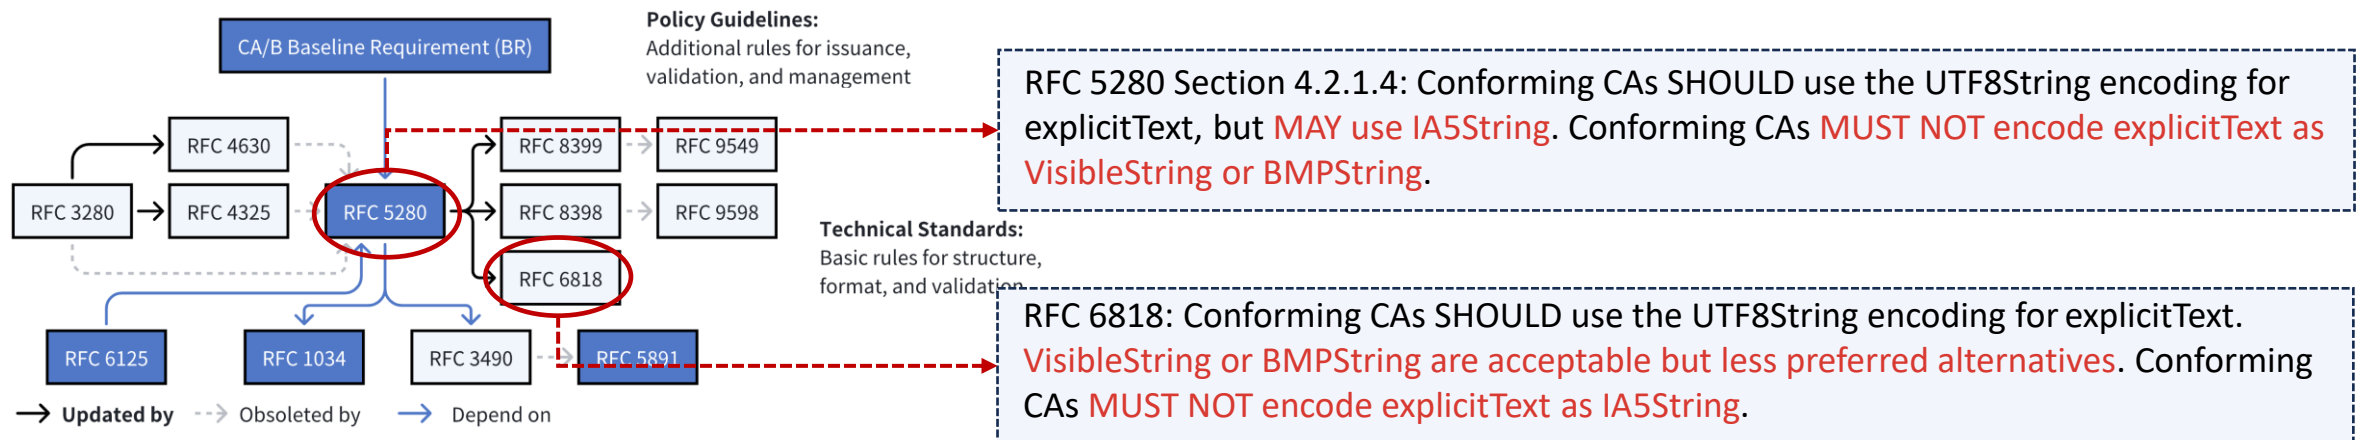 CA/B Baseline Requirement (BR)
Policy Guidelines:
Additional rules for issuance,
validation, and management
RFC 4630
RFC 8399
RFC 9549
RFC 3280
RFC 4325
RFC 5280
RFC 8398
RFC 9598
RFC 6818
Technical Standards:
Basic rules for structure,
format, and validation
RFC 6125
RFC 1034
RFC 3490
RFC 5891
Updated by
Obsoleted by
Depend on
RFC 5280 Section 4.2.1.4: Conforming CAs SHOULD use the UTF8String encoding for
explicitText, but MAY use IA5String. Conforming CAs MUST NOT encode explicitText as
VisibleString or BMPString.
RFC 6818: Conforming CAs SHOULD use the UTF8String encoding for explicitText.
VisibleString or BMPString are acceptable but less preferred alternatives. Conforming
CAs MUST NOT encode explicitText as IA5String.